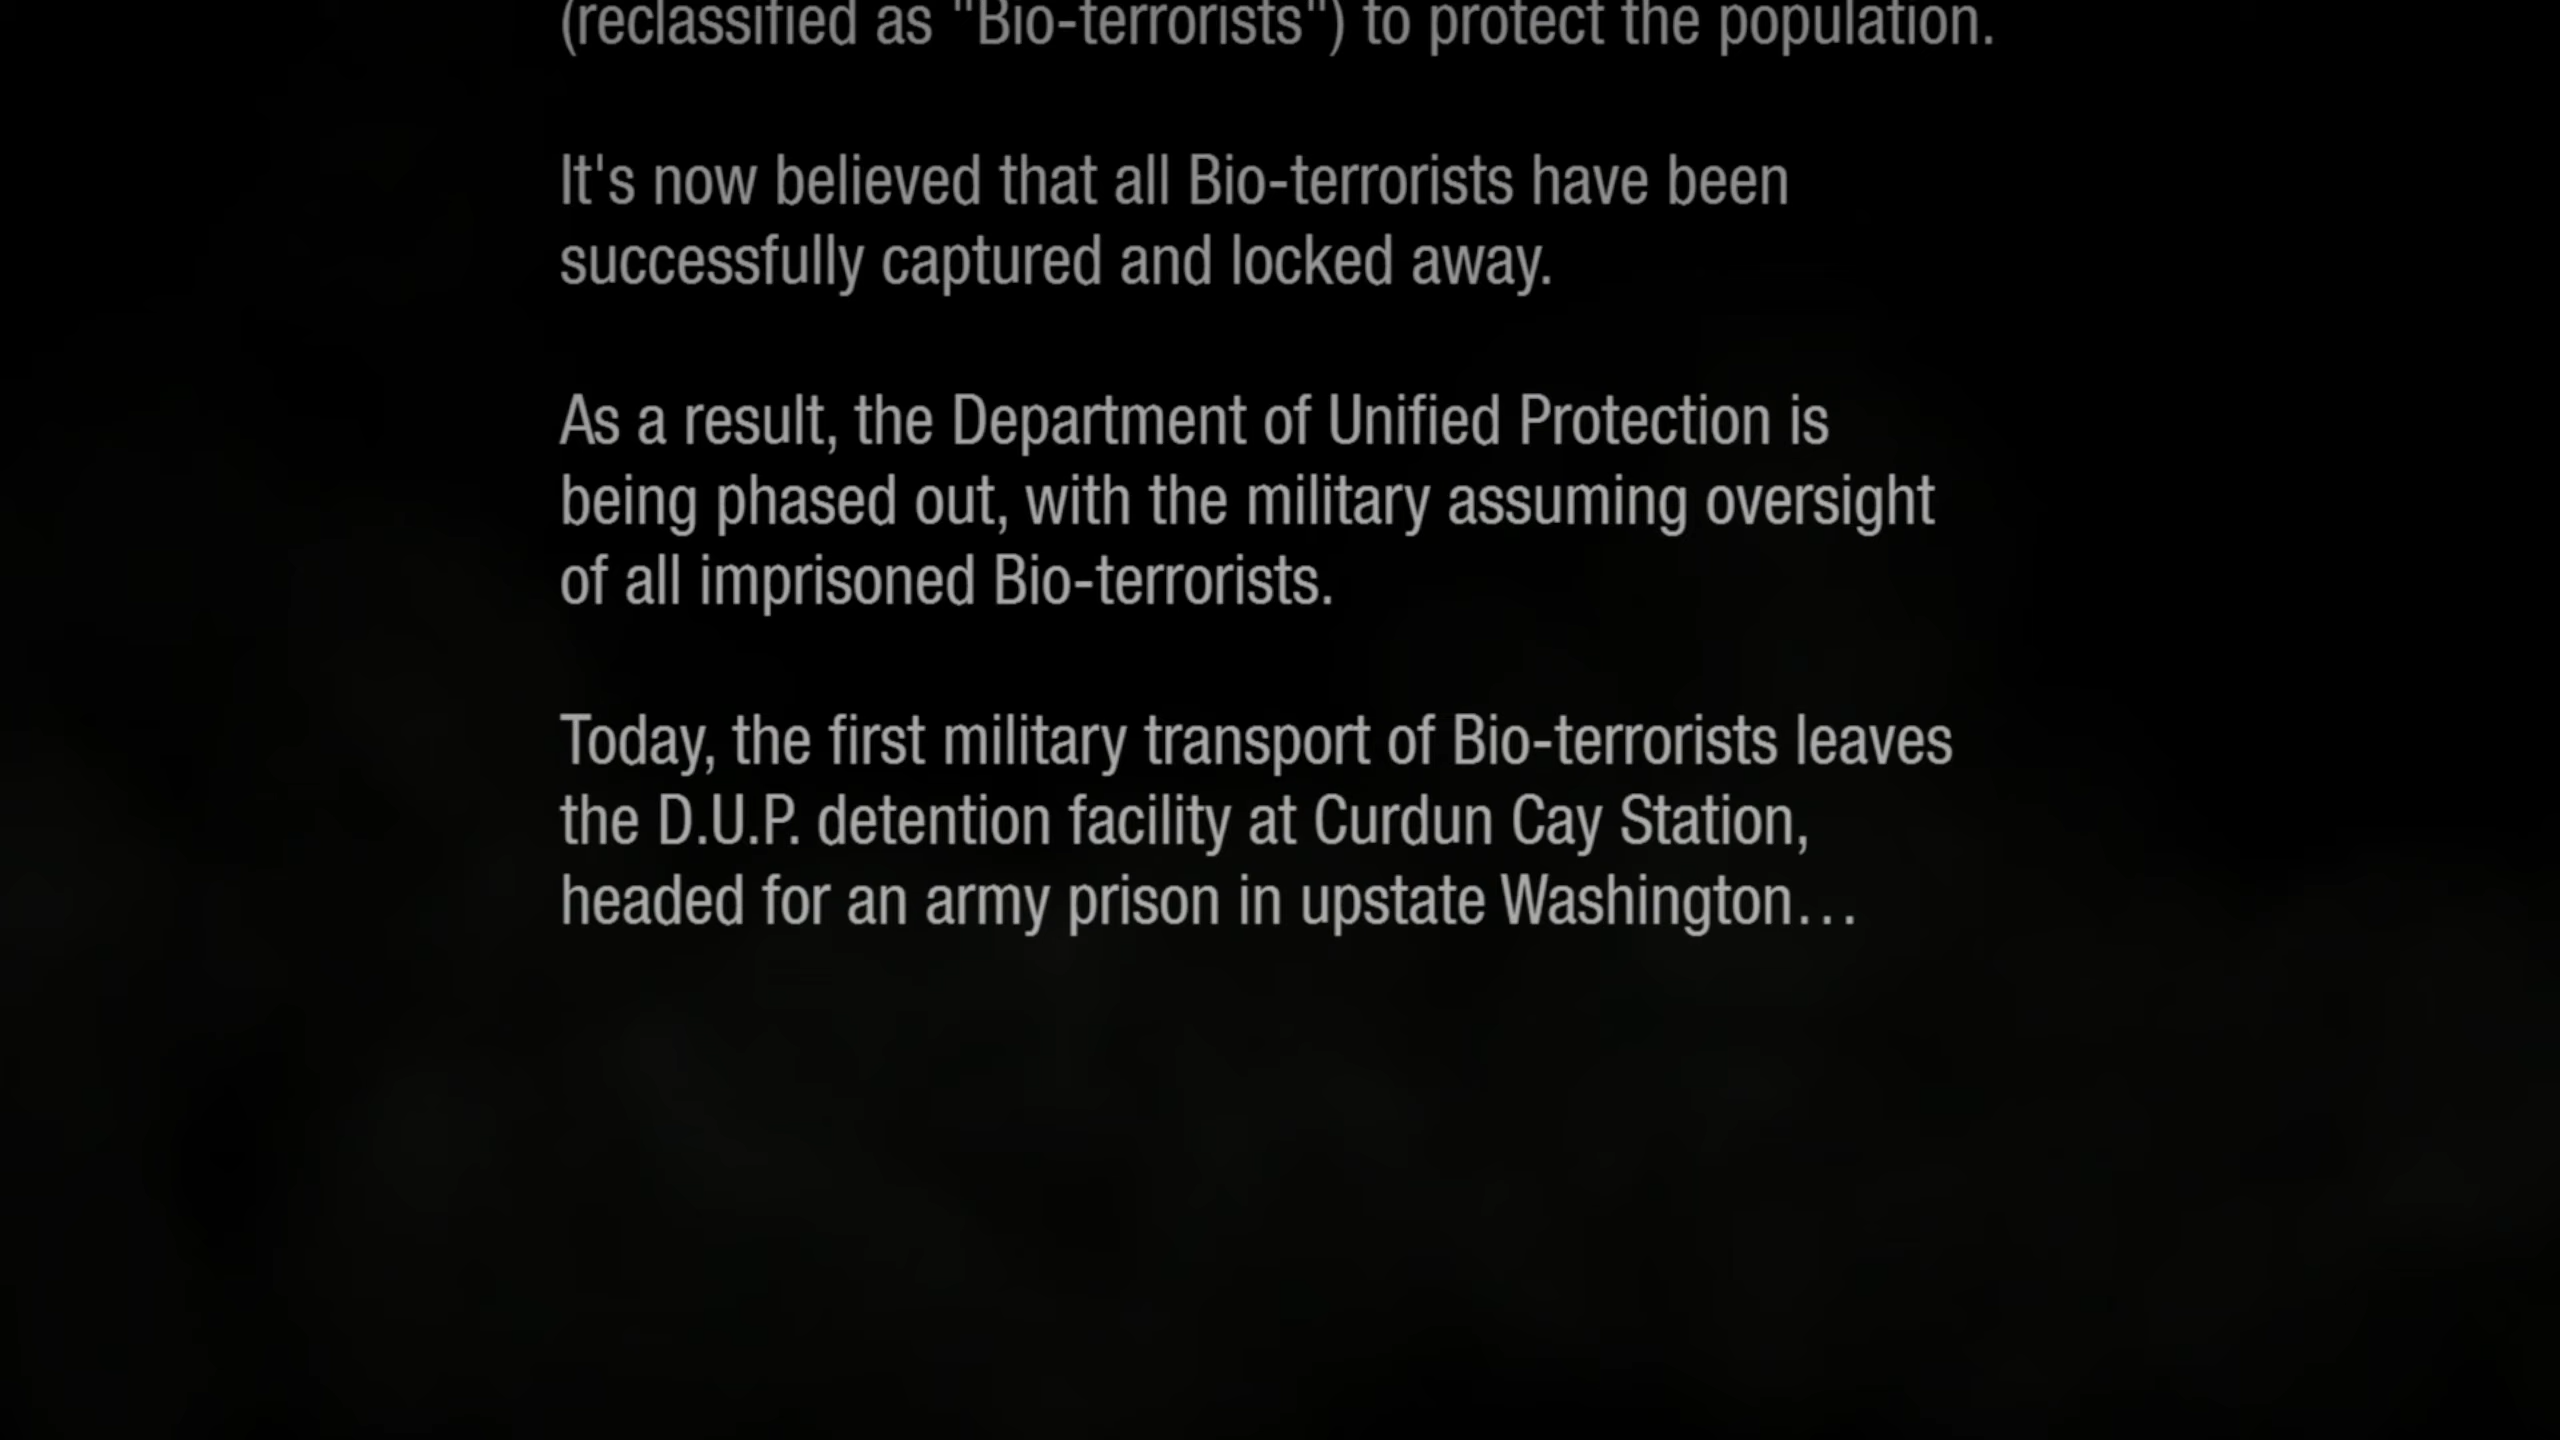 (reclassified as "Bio-terrorists") to protect the population.
It's now believed that all Bio-terrorists have been
successfully captured and locked away.
As a result, the Department of Unified Protection is
being phased out, with the military assuming oversight
of all imprisoned Bio-terrorists.
Today, the first military transport of Bio-terrorists leaves
the D.U.P. detention facility at Curdun Cay Station,
headed for an army prison in upstate Washington…